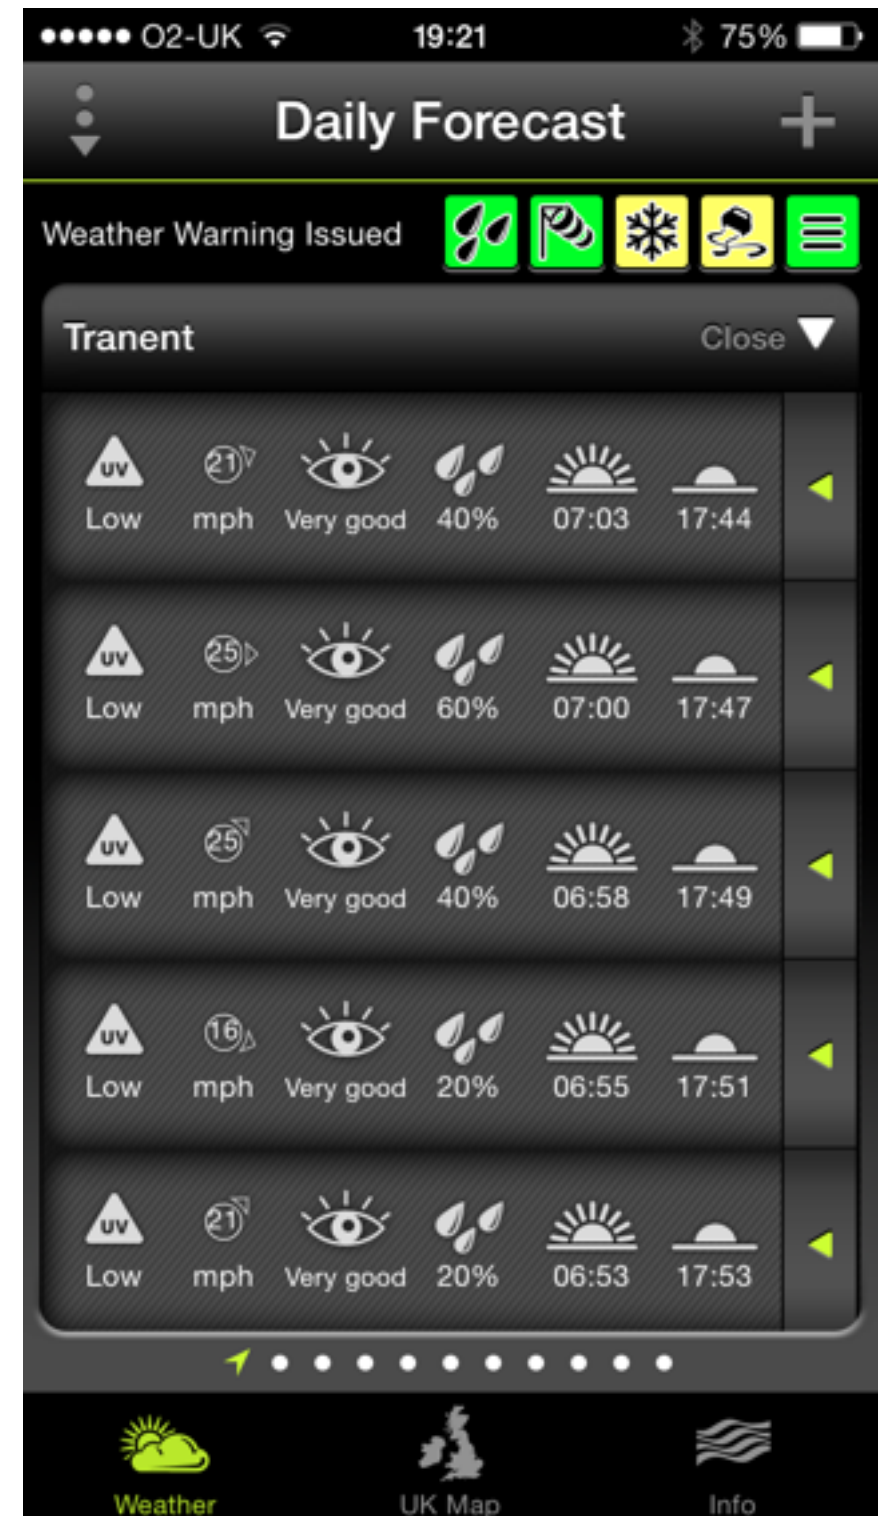 O2-UK 19:21 75%
Daily Forecast
Weather Warning Issued
Tranent Close
UV 21
Low mph Very good 40% 07:03 17:44
UV 25
Low mph Very good 60% 07:00 17:47
UV 25
Low mph Very good 40% 06:58 17:49
UV 16
Low mph Very good 20% 06:55 17:51
UV 21
Low mph Very good 20% 06:53 17:53
Weather UK Map Info